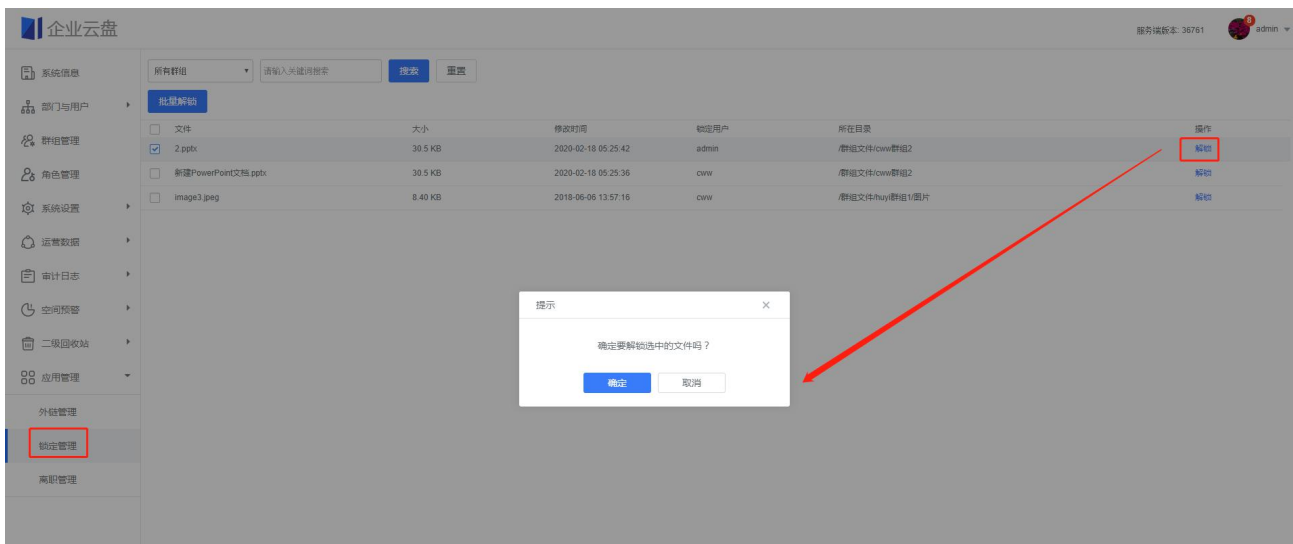 企业云盘
服务端版本: 36761
8
admin
系统信息
部门与用户
群组管理
角色管理
系统设置
运营数据
审计日志
空间预警
二级回收站
应用管理
外链管理
锁定管理
离职管理
所有群组 请输入关键词搜索 搜索 重置
批量解锁
文件 大小 修改时间 锁定用户 所在目录 操作
2.pptx 30.5 KB 2020-02-18 05:25:42 admin /群组文件/cww群组2 解锁
新建PowerPoint文档.pptx 30.5 KB 2020-02-18 05:25:36 cww /群组文件/cww群组2 解锁
image3.jpeg 8.40 KB 2018-06-06 13:57:16 cww /群组文件/huyi群组1/图片 解锁
提示
确定要解锁选中的文件吗？
确定 取消